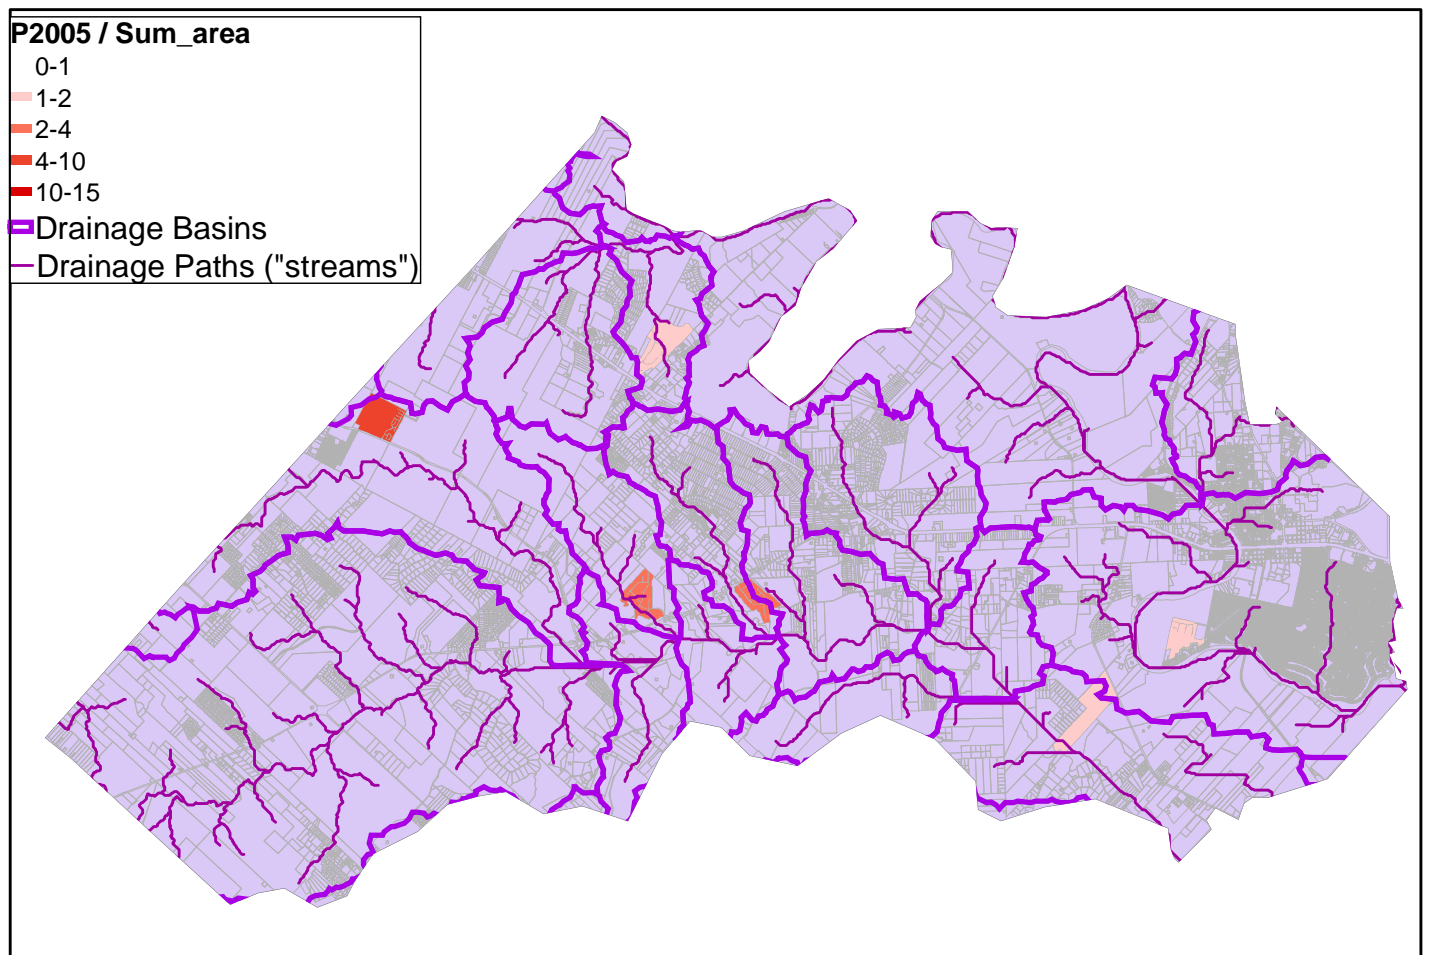 P2005 / Sum_area
0-1
1-2
2-4
4-10
10-15
Drainage Basins
Drainage Paths ("streams")